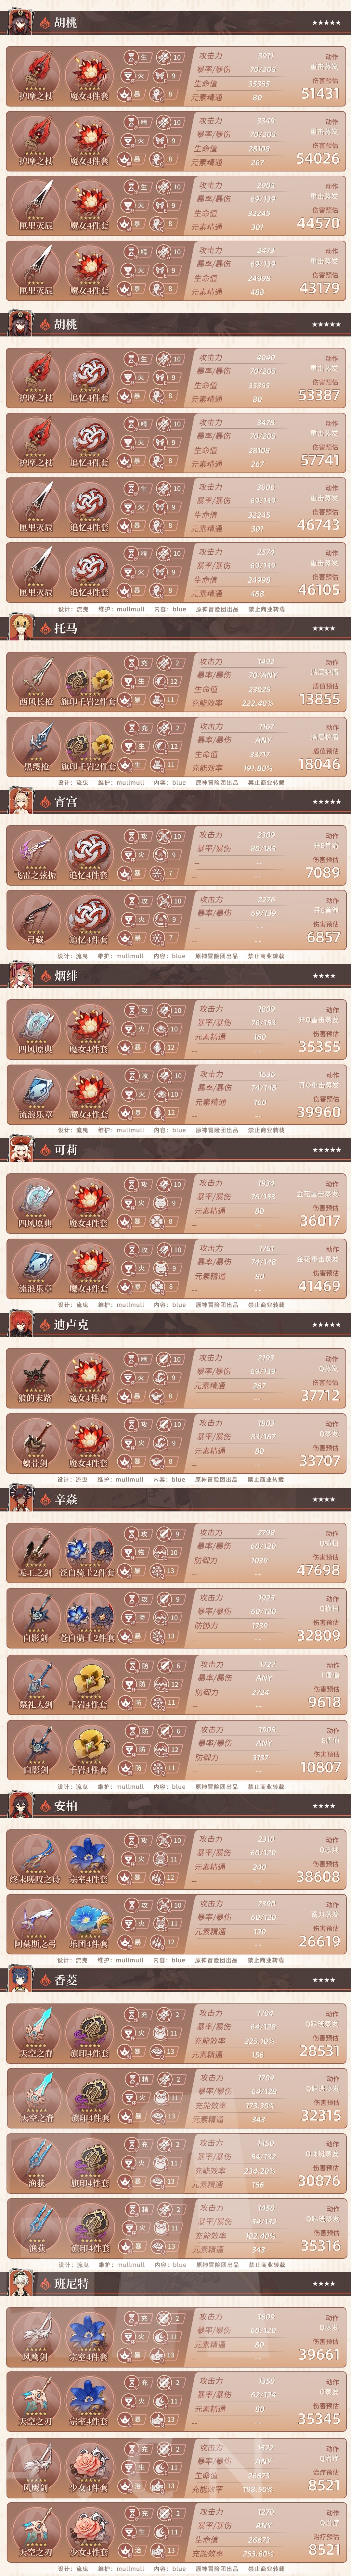 胡桃
★★★★★
护摩之杖 魔女4件套 生 10 火 9 暴 8
攻击力 3911
暴率/暴伤 70/205
生命值 35355
元素精通 80
动作
重击蒸发
伤害预估
51431
护摩之杖 魔女4件套 精 10 火 9 暴 8
攻击力 3349
暴率/暴伤 70/205
生命值 28108
元素精通 267
动作
重击蒸发
伤害预估
54026
匣里灭辰 魔女4件套 生 10 火 9 暴 8
攻击力 2905
暴率/暴伤 69/139
生命值 32245
元素精通 301
动作
重击蒸发
伤害预估
44570
匣里灭辰 魔女4件套 精 10 火 9 暴 8
攻击力 2473
暴率/暴伤 69/139
生命值 24998
元素精通 488
动作
重击蒸发
伤害预估
43179
胡桃
★★★★★
护摩之杖 追忆4件套 生 10 火 9 暴 8
攻击力 4040
暴率/暴伤 70/205
生命值 35355
元素精通 80
动作
重击蒸发
伤害预估
53387
护摩之杖 追忆4件套 精 10 火 9 暴 8
攻击力 3478
暴率/暴伤 70/205
生命值 28108
元素精通 267
动作
重击蒸发
伤害预估
57741
匣里灭辰 追忆4件套 生 10 火 9 暴 8
攻击力 3006
暴率/暴伤 69/139
生命值 32245
元素精通 301
动作
重击蒸发
伤害预估
46743
匣里灭辰 追忆4件套 精 10 火 9 暴 8
攻击力 2574
暴率/暴伤 69/139
生命值 24998
元素精通 488
动作
重击蒸发
伤害预估
46105
设计：流曳 维护：mullmull 内容：blue 原神冒险团出品 禁止商业转载
托马
★★★★
西风长枪 旗印千岩2件套 充 2 生 12 暴 11
攻击力 1492
暴率/暴伤 70/ANY
生命值 23025
充能效率 222.40%
动作
满层护盾
盾值预估
13855
黑缨枪 旗印千岩2件套 充 2 生 12 生 11
攻击力 1167
暴率/暴伤 ANY
生命值 33717
充能效率 191.80%
动作
满层护盾
盾值预估
18046
设计：流曳 维护：mullmull 内容：blue 原神冒险团出品 禁止商业转载
宵宫
★★★★★
飞雷之弦振 追忆4件套 攻 10 火 9 暴 7
攻击力 2309
暴率/暴伤 80/185
动作
伤害预估
7089
弓藏 追忆4件套 攻 10 火 9 暴 7
攻击力 2276
暴率/暴伤 69/139
动作
伤害预估
6857
设计：流曳 维护：mullmull 内容：blue 原神冒险团出品 禁止商业转载
烟绯
★★★★
四风原典 魔女4件套 攻 10 火 10 暴 12
攻击力 1809
暴率/暴伤 76/153
元素精通 160
动作
开Q重击蒸发
伤害预估
35355
流浪乐章 魔女4件套 攻 10 火 10 暴 12
攻击力 1636
暴率/暴伤 74/148
元素精通 160
动作
开Q重击蒸发
伤害预估
39960
设计：流曳 维护：mullmull 内容：blue 原神冒险团出品 禁止商业转载
可莉
★★★★★
四风原典 魔女4件套 攻 10 火 9 暴 8
攻击力 1934
暴率/暴伤 76/153
元素精通 80
动作
金花重击蒸发
伤害预估
36017
流浪乐章 魔女4件套 攻 10 火 9 暴 8
攻击力 1761
暴率/暴伤 74/148
元素精通 80
动作
金花重击蒸发
伤害预估
41469
设计：流曳 维护：mullmull 内容：blue 原神冒险团出品 禁止商业转载
迪卢克
★★★★★
狼的末路 魔女4件套 精 10 火 9 暴 8
攻击力 2193
暴率/暴伤 69/139
元素精通 267
动作
Q蒸发
伤害预估
37712
螭骨剑 魔女4件套 攻 10 火 9 暴 8
攻击力 1803
暴率/暴伤 83/167
元素精通 80
动作
Q蒸发
伤害预估
33707
设计：流曳 维护：mullmull 内容：blue 原神冒险团出品 禁止商业转载
辛焱
★★★★
无工之剑 苍白骑士2件套 攻 9 物 10 暴 13
攻击力 2798
暴率/暴伤 60/120
防御力 1039
动作
伤害预估
47698
白影剑 苍白骑士2件套 攻 9 物 10 暴 13
攻击力 1925
暴率/暴伤 60/120
防御力 1739
动作
伤害预估
32809
祭礼大剑 千岩4件套 防 6 防 12 防 11
攻击力 1727
暴率/暴伤 ANY
防御力 2724
动作
E盾值
伤害预估
9618
白影剑 千岩4件套 防 6 防 12 防 11
攻击力 1905
暴率/暴伤 ANY
防御力 3137
动作
E盾值
伤害预估
10807
设计：流曳 维护：mullmull 内容：blue 原神冒险团出品 禁止商业转载
安柏
★★★★
终末嗟叹之诗 宗室4件套 攻 10 火 11 暴 12
攻击力 2310
暴率/暴伤 60/120
元素精通 240
动作
伤害预估
38608
阿莫斯之弓 乐团4件套 攻 10 火 11 暴 12
攻击力 2390
暴率/暴伤 60/120
元素精通 120
动作
蓄力蒸发
伤害预估
26619
设计：流曳 维护：mullmull 内容：blue 原神冒险团出品 禁止商业转载
香菱
★★★★
天空之脊 旗印4件套 充 2 火 11 暴 13
攻击力 1704
暴率/暴伤 64/128
充能效率 225.10%
元素精通 156
动作
伤害预估
28531
天空之脊 旗印4件套 精 2 火 11 暴 13
攻击力 1704
暴率/暴伤 64/128
充能效率 173.30%
元素精通 343
动作
伤害预估
32315
渔获 旗印4件套 充 2 火 11 暴 13
攻击力 1450
暴率/暴伤 54/132
充能效率 234.20%
元素精通 156
动作
伤害预估
30876
渔获 旗印4件套 精 2 火 11 暴 13
攻击力 1450
暴率/暴伤 54/132
充能效率 182.40%
元素精通 343
动作
伤害预估
35316
设计：流曳 维护：mullmull 内容：blue 原神冒险团出品 禁止商业转载
班尼特
★★★★
风鹰剑 宗室4件套 充 2 火 11 暴 13
攻击力 1609
暴率/暴伤 60/120
元素精通 80
动作
Q蒸发
伤害预估
39661
天空之刃 宗室4件套 充 2 火 11 暴 13
攻击力 1350
暴率/暴伤 62/124
元素精通 80
动作
Q蒸发
伤害预估
35345
风鹰剑 少女4件套 充 2 生 11 治 13
攻击力 1522
暴率/暴伤 ANY
生命值 26673
充能效率 198.50%
动作
Q治疗
治疗预估
8521
天空之刃 少女4件套 充 2 生 11 治 13
攻击力 1270
暴率/暴伤 ANY
生命值 26673
充能效率 253.60%
动作
Q治疗
治疗预估
8521
设计：流曳 维护：mullmull 内容：blue 原神冒险团出品 禁止商业转载